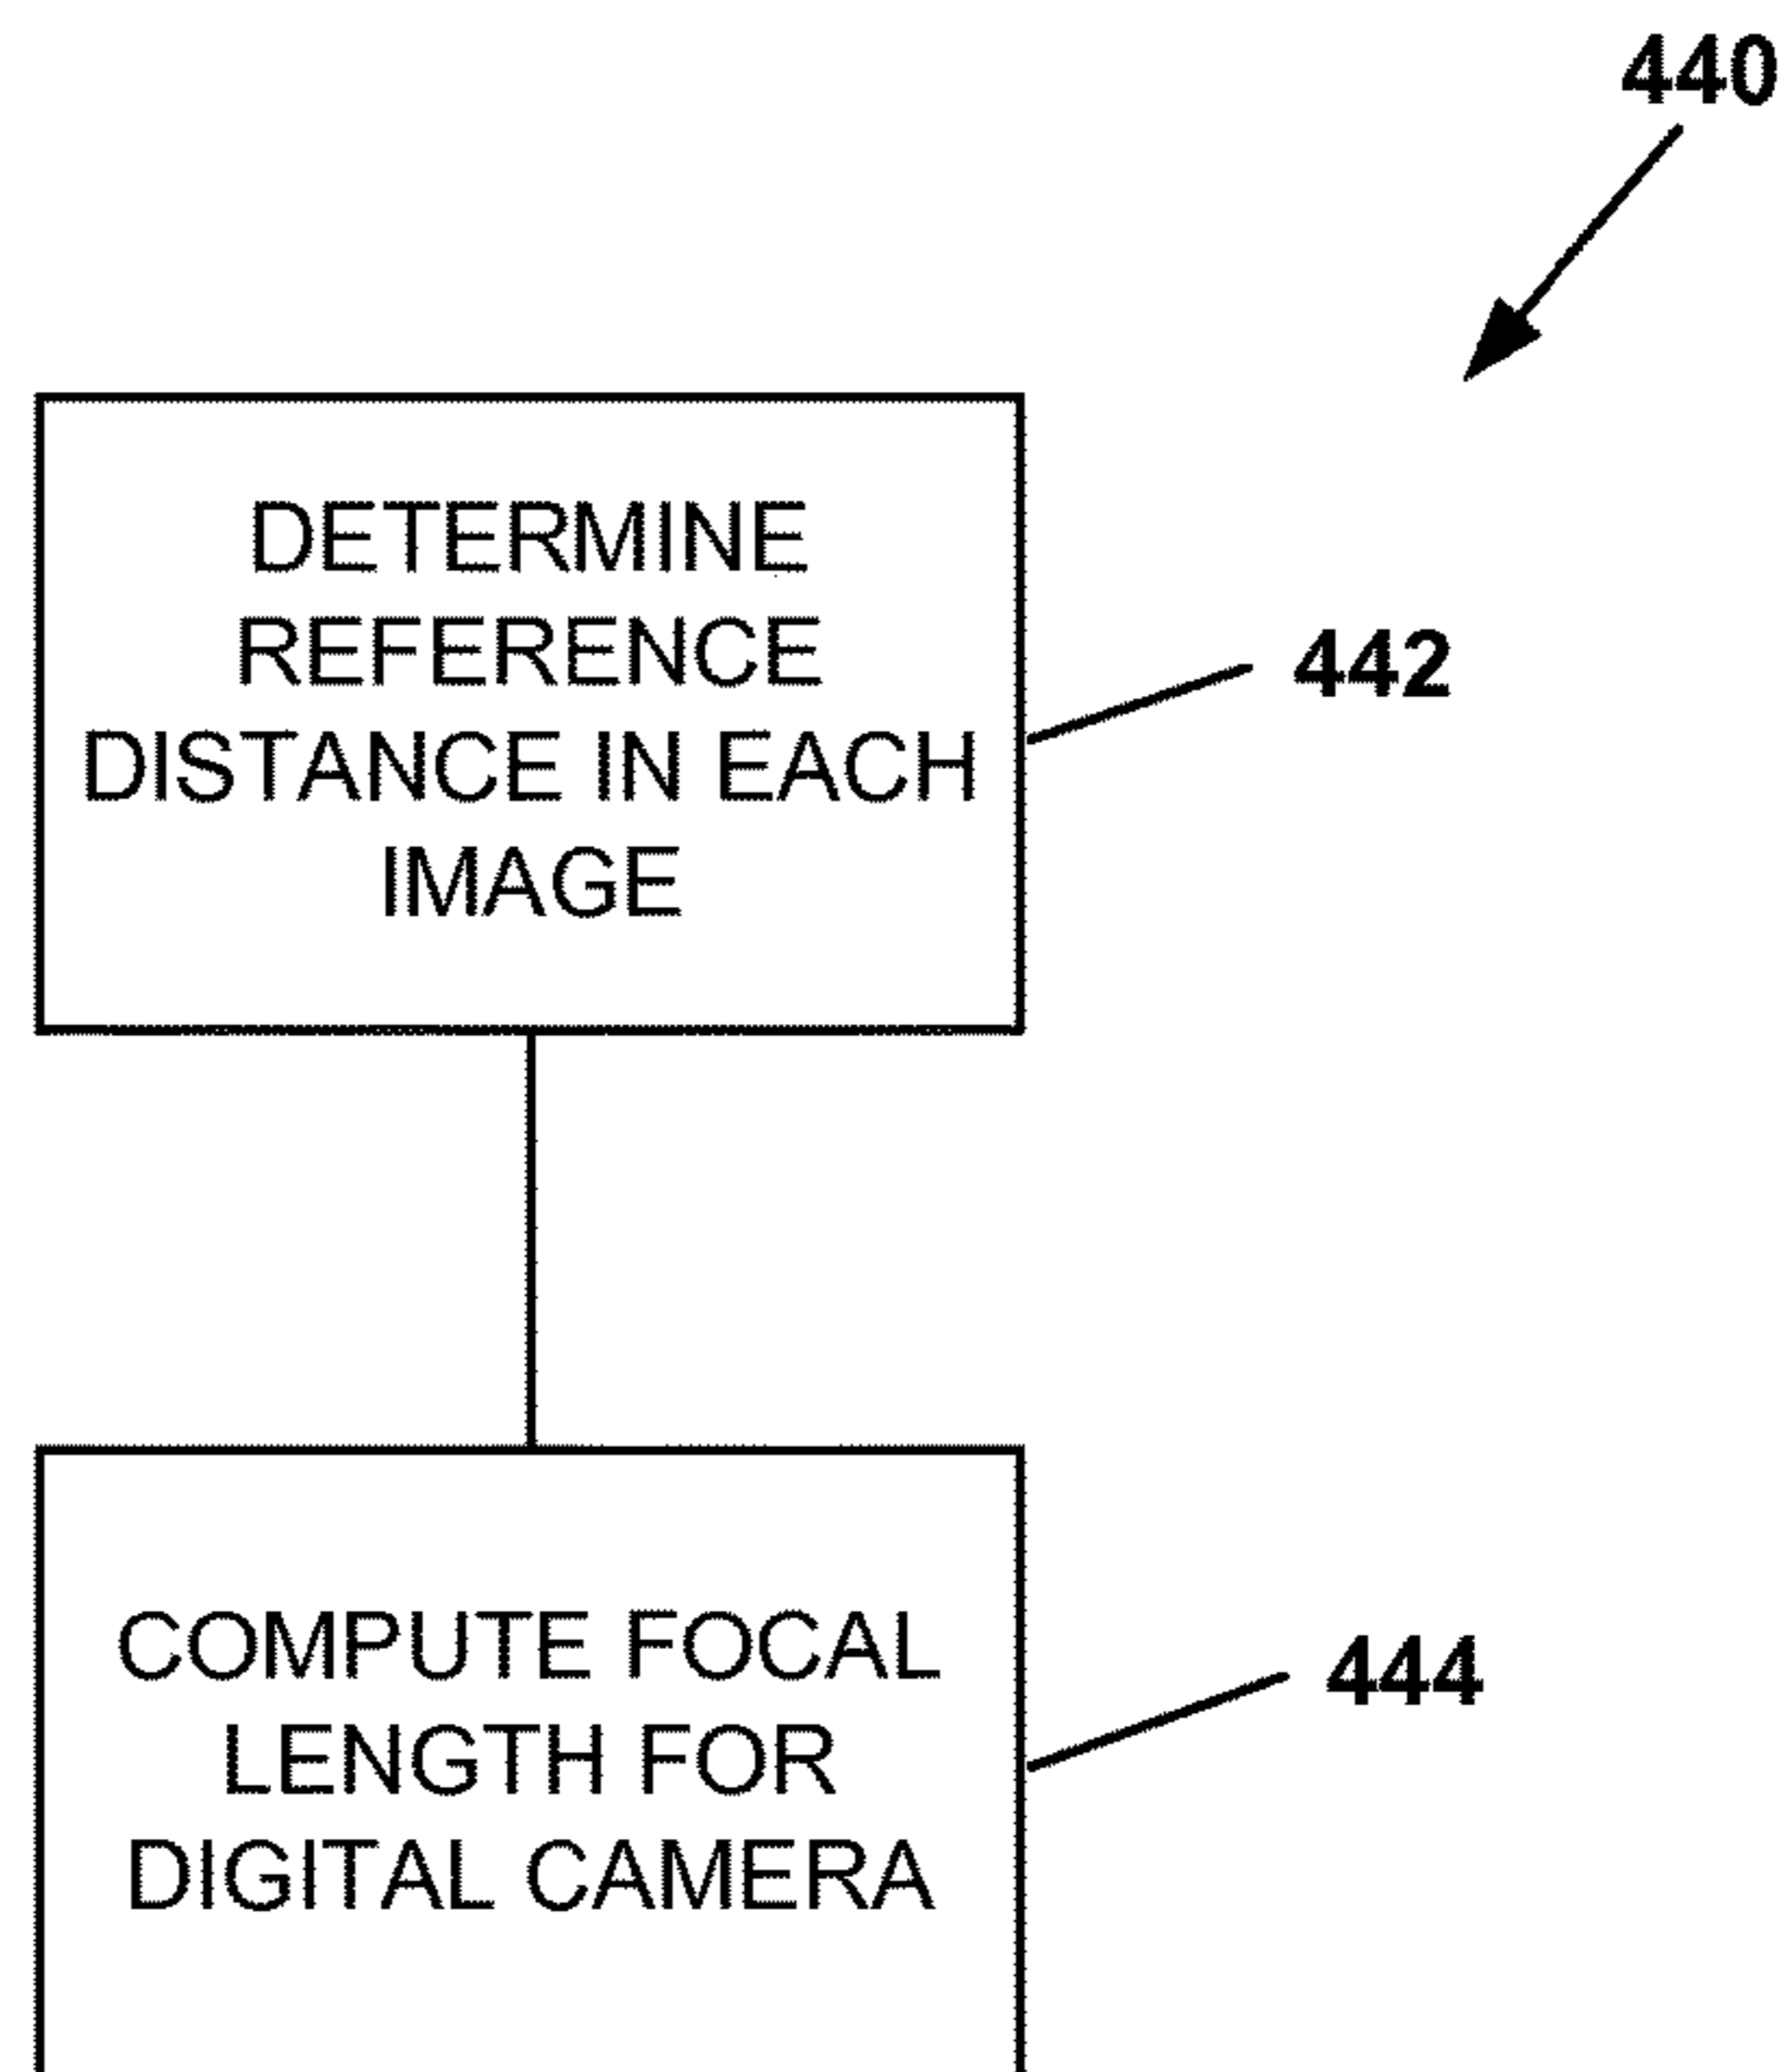 440
DETERMINE
REFERENCE
DISTANCE IN EACH
IMAGE
442
COMPUTE FOCAL
LENGTH FOR
DIGITAL CAMERA
444